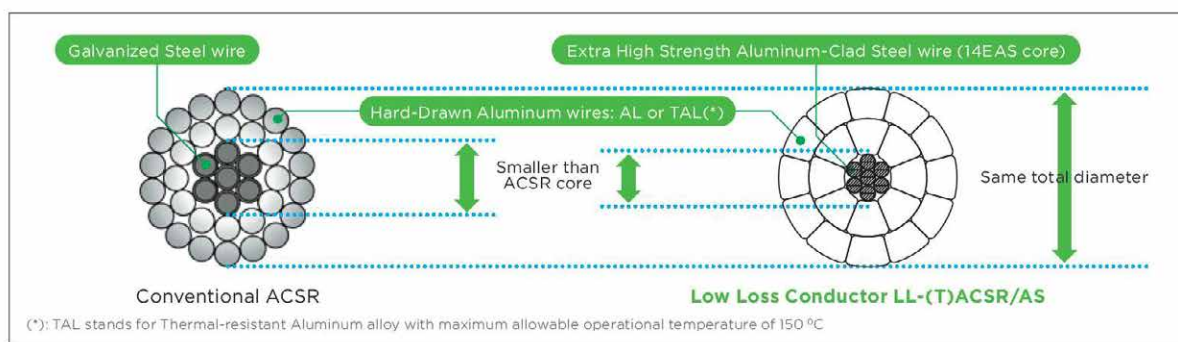 Galvanized Steel wire
Extra High Strength Aluminum-Clad Steel wire (14EAS core)
Hard-Drawn Aluminum wires: AL or TAL(*)
Smaller than
ACSR core
Same total diameter
Conventional ACSR
Low Loss Conductor LL-(T)ACSR/AS
(*): TAL stands for Thermal-resistant Aluminum alloy with maximum allowable operational temperature of 150 ⁰C